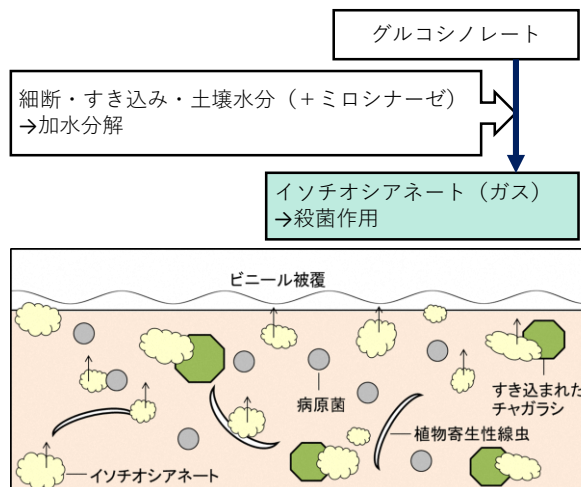 グルコシノレート
細断・すき込み・土壌水分（＋ミロシナーゼ）
→加水分解
イソチオシアネート（ガス）
→殺菌作用
ビニール被覆
病原菌
すき込まれた
チャガラシ
植物寄生性線虫
イソチオシアネート